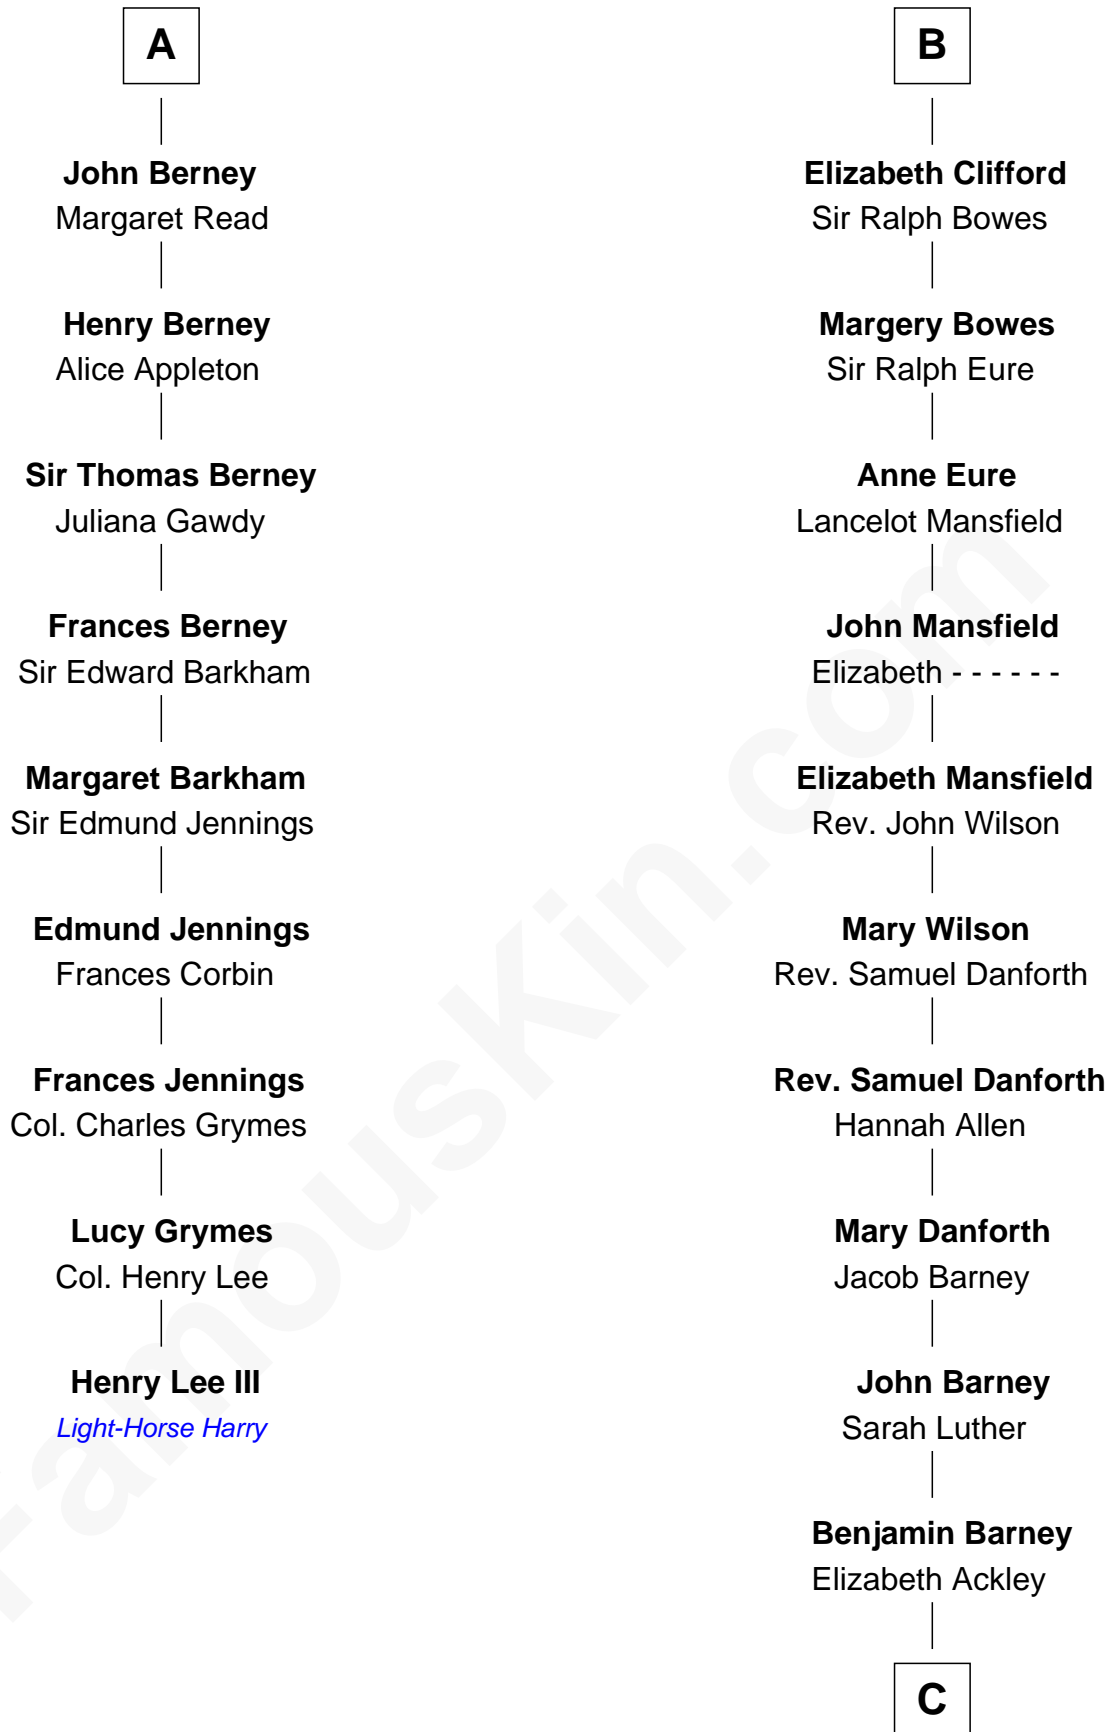 A
John Berney
Margaret Read
Henry Berney
Alice Appleton
Sir Thomas Berney
Juliana Gawdy
Frances Berney
Sir Edward Barkham
Margaret Barkham
Sir Edmund Jennings
Edmund Jennings
Frances Corbin
Frances Jennings
Col. Charles Grymes
Lucy Grymes
Col. Henry Lee
Henry Lee III
Light-Horse Harry
B
Elizabeth Clifford
Sir Ralph Bowes
Margery Bowes
Sir Ralph Eure
Anne Eure
Lancelot Mansfield
John Mansfield
Elizabeth - - - - - -
Elizabeth Mansfield
Rev. John Wilson
Mary Wilson
Rev. Samuel Danforth
Rev. Samuel Danforth
Hannah Allen
Mary Danforth
Jacob Barney
John Barney
Sarah Luther
Benjamin Barney
Elizabeth Ackley
C
FamousKin.com